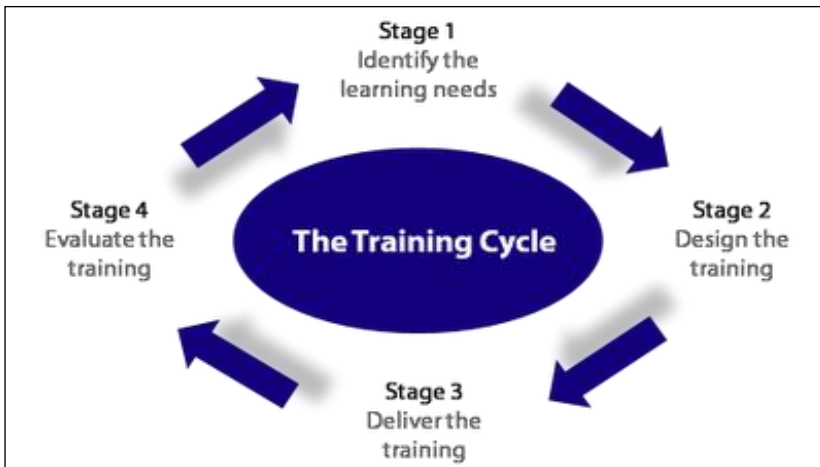 Stage 1
Identify the
learning needs
Stage 4
Evaluate the
training
The Training Cycle
Stage 2
Design the
training
Stage 3
Deliver the
training